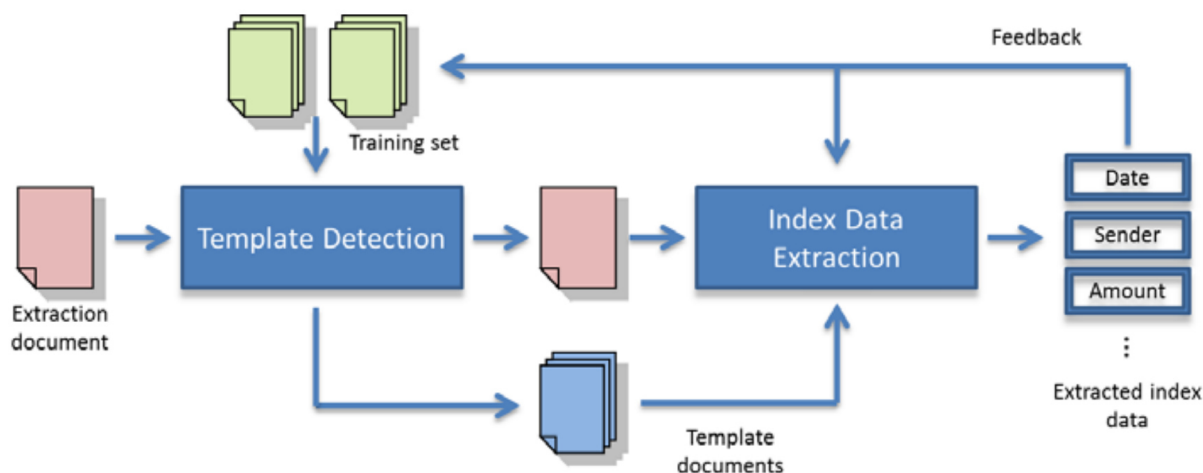 Feedback
Training set
Date
Template Detection
Index Data
Extraction
Sender
Amount
Extraction
document
⋮
Extracted index
data
Template
documents